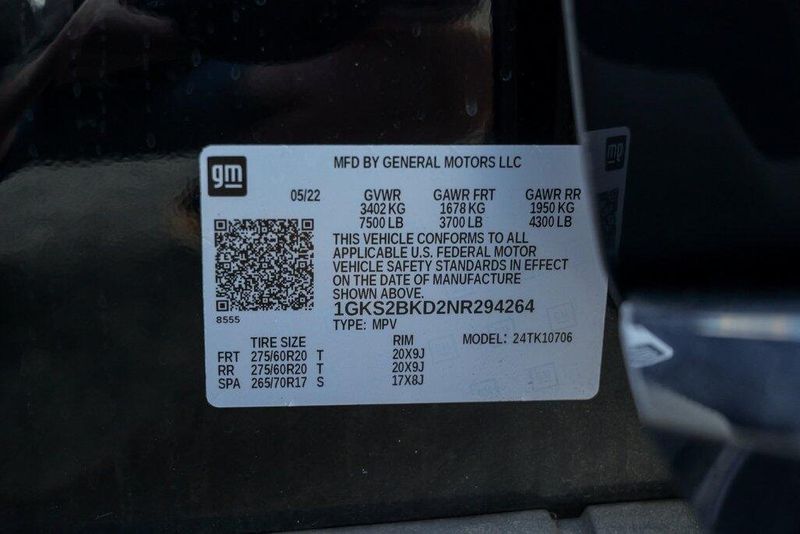 gm
MFD BY GENERAL MOTORS LLC
05/22 GVWR GAWR FRT GAWR RR
3402 KG 1678 KG 1950 KG
7500 LB 3700 LB 4300 LB
THIS VEHICLE CONFORMS TO ALL
APPLICABLE U.S. FEDERAL MOTOR
VEHICLE SAFETY STANDARDS IN EFFECT
ON THE DATE OF MANUFACTURE
SHOWN ABOVE.
8555
1GKS2BKD2NR294264
TYPE: MPV MODEL: 24TK10706
TIRE SIZE RIM
FRT 275/60R20 T 20X9J
RR 275/60R20 T 20X9J
SPA 265/70R17 S 17X8J